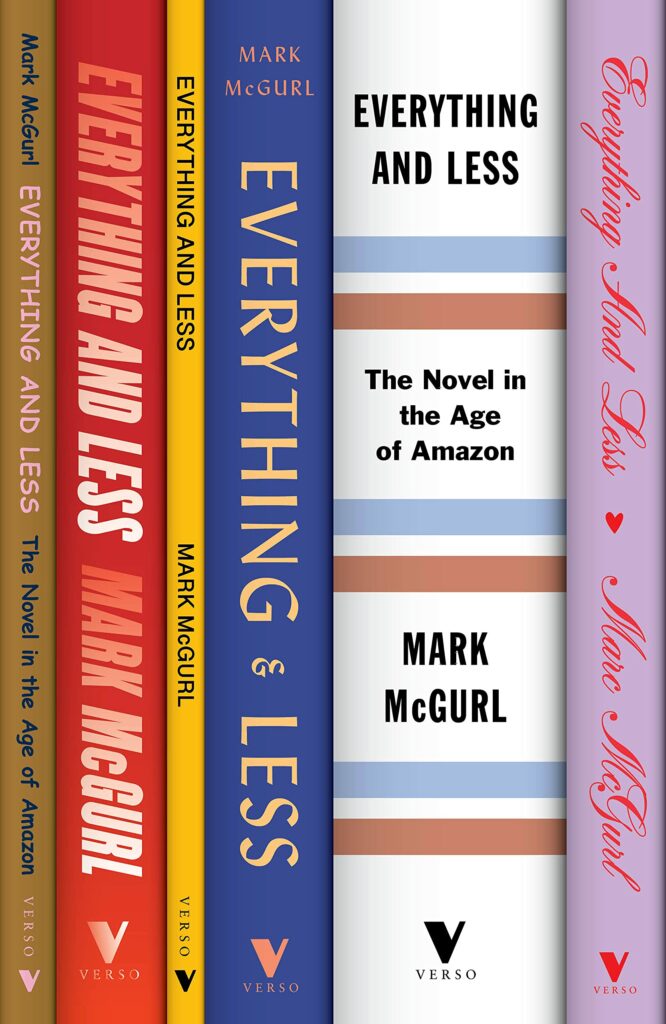 Mark McGurl EVERYTHING AND LESS The Novel in the Age of Amazon
VERSO
EVERYTHING AND LESS MARK McGURL
VERSO
EVERYTHING AND LESS MARK McGURL
VERSO
MARK
McGURL
EVERYTHING & LESS
VERSO
EVERYTHING
AND LESS
The Novel in
the Age
of Amazon
MARK
McGURL
VERSO
Everything And Less ♥ Marc McGurl
VERSO